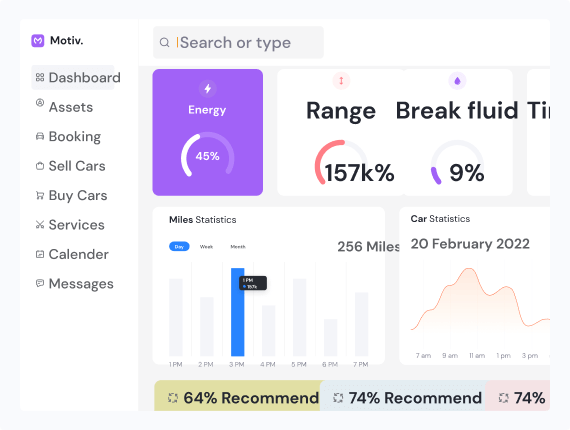 Motiv.
Search or type
Dashboard
Assets
Booking
Sell Cars
Buy Cars
Services
Calender
Messages
Energy
45%
Range
157k%
Break fluid
9%
Miles Statistics
Day Week Month
256 Miles
1 PM
157k
1 PM 2 PM 3 PM 4 PM 5 PM 6 PM 7 PM
Car Statistics
20 February 2022
7 am 9 am 11 am 1 pm 3 pm
64% Recommend
74% Recommend
74%